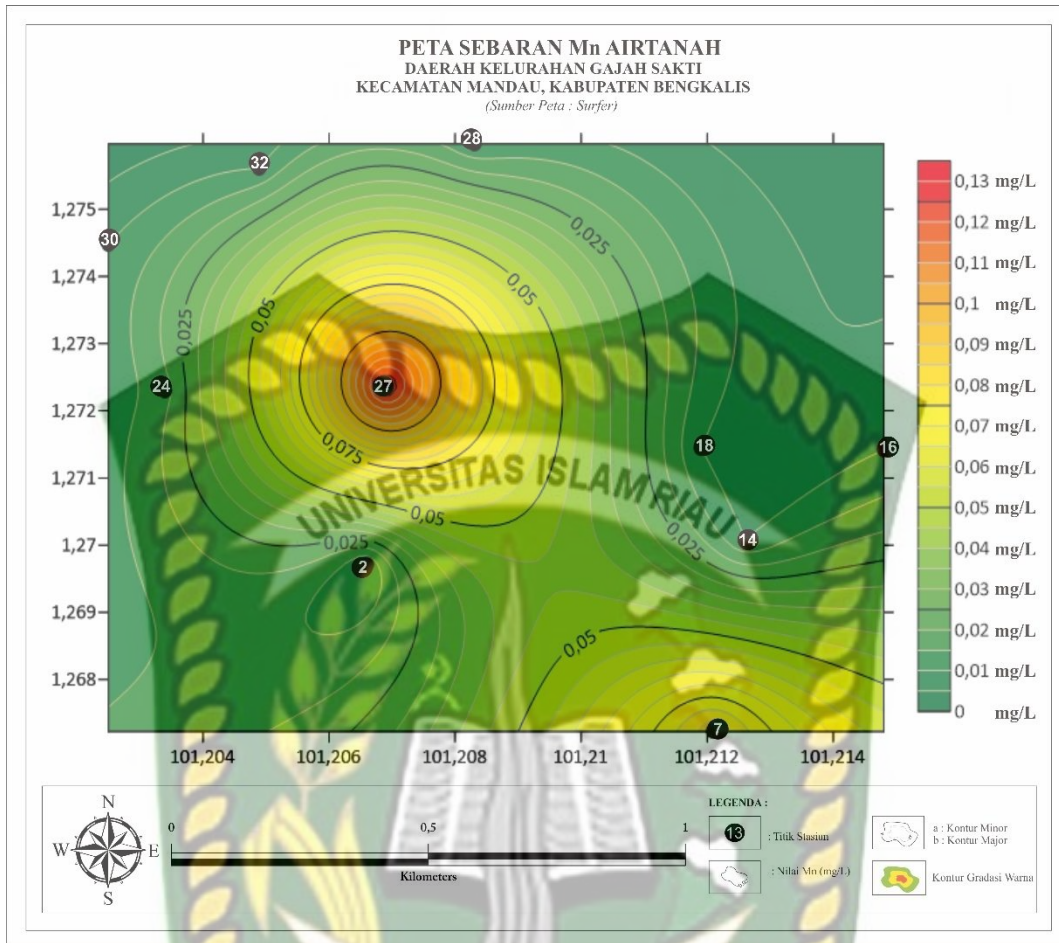 PETA SEBARAN Mn AIRTANAH
DAERAH KELURAHAN GAJAH SAKTI
KECAMATAN MANDAU, KABUPATEN BENGKALIS
(Sumber Peta : Surfer)
28
32
1,275
30
0,025
1,274
0,05
0,05
0,025
1,273
24
27
1,272
18
16
1,271
0,075
UNIVERSITAS ISLAM RIAU
0,05
1,27
0,025
14
0,025
2
1,269
0,05
1,268
7
101,204
101,206
101,208
101,21
101,212
101,214
0,13 mg/L
0,12 mg/L
0,11 mg/L
0,1 mg/L
0,09 mg/L
0,08 mg/L
0,07 mg/L
0,06 mg/L
0,05 mg/L
0,04 mg/L
0,03 mg/L
0,02 mg/L
0,01 mg/L
0 mg/L
N
W E
S
0 0,5 1
Kilometers
LEGENDA :
13 : Titik Stasiun
: Nilai Mn (mg/L)
a : Kontur Minor
b : Kontur Major
Kontur Gradasi Warna